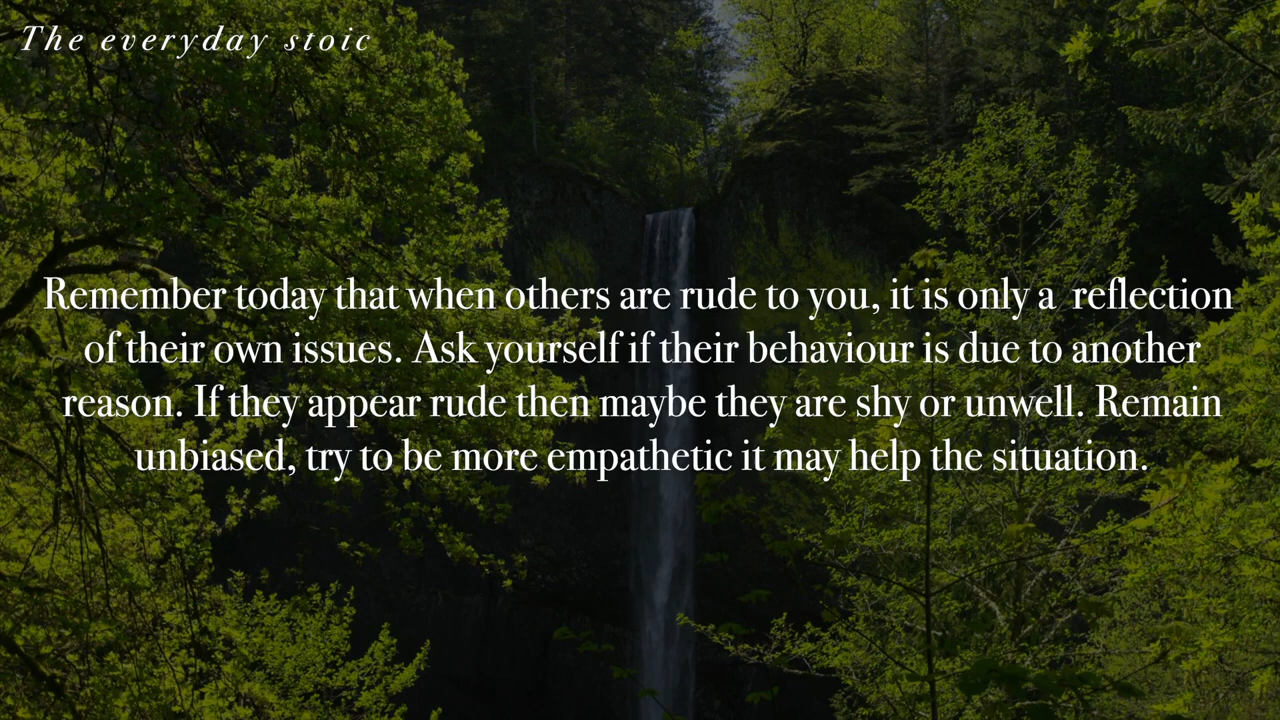 The everyday stoic
Remember today that when others are rude to you, it is only a  reflection
of their own issues. Ask yourself if their behaviour is due to another
reason. If they appear rude then maybe they are shy or unwell. Remain
unbiased, try to be more empathetic it may help the situation.